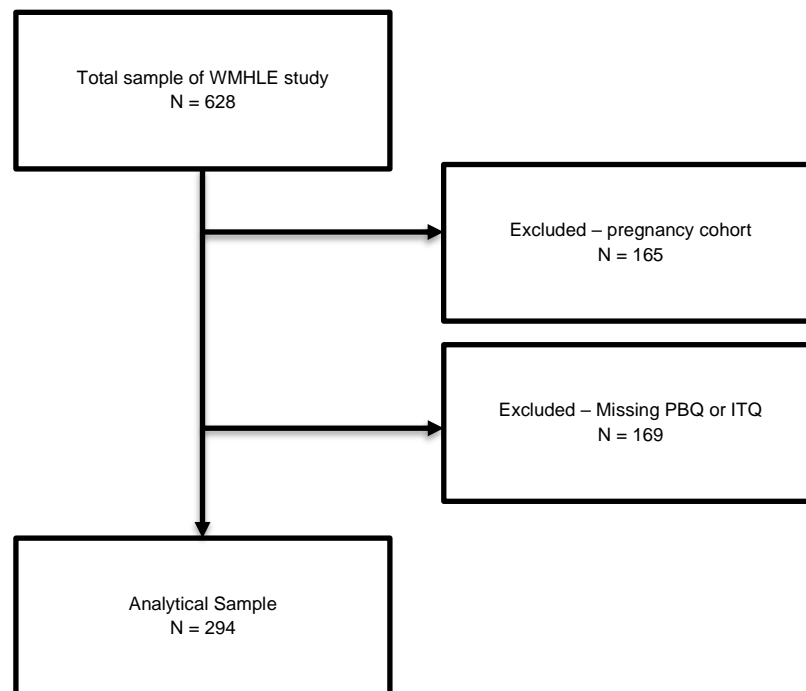 Total sample of WMHLE study
N = 628
Excluded – pregnancy cohort
N = 165
Excluded – Missing PBQ or ITQ
N = 169
Analytical Sample
N = 294